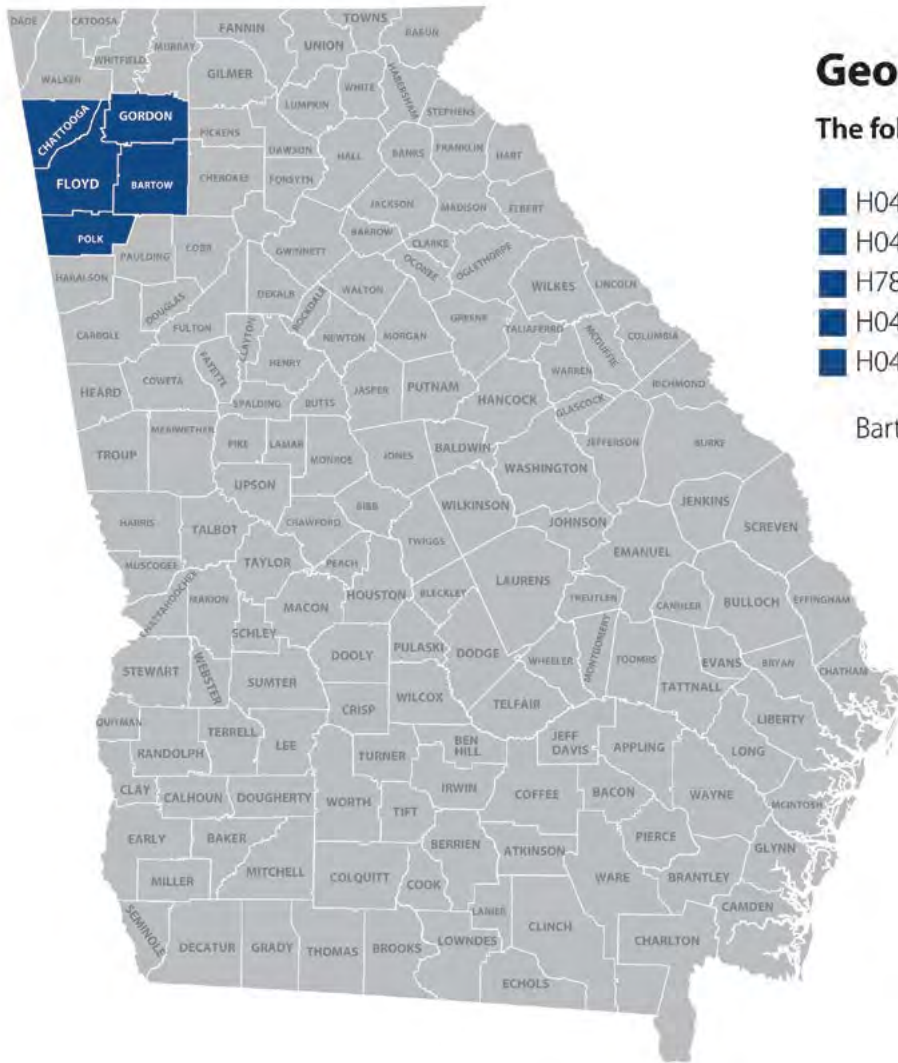 DADE
CATOOSA
WHITFIELD
MURRAY
FANNIN
UNION
TOWNS
RABUN
WALKER
GILMER
LUMPKIN
WHITE
HABERSHAM
STEPHENS
CHATTOOGA
GORDON
PICKENS
DAWSON
HALL
BANKS
FRANKLIN
HART
FLOYD
BARTOW
CHEROKEE
FORSYTH
JACKSON
MADISON
ELBERT
POLK
PAULDING
COBB
GWINNETT
BARROW
CLARKE
OCONEE
OGLETHORPE
WILKES
LINCOLN
HARALSON
DOUGLAS
FULTON
DEKALB
ROCKDALE
WALTON
GREENE
TALIAFERRO
MCDUFFIE
COLUMBIA
CARROLL
CLAYTON
FAYETTE
HENRY
NEWTON
MORGAN
WARREN
RICHMOND
HEARD
COWETA
SPALDING
BUTTS
JASPER
PUTNAM
HANCOCK
GLASCOCK
TROUP
MERIWETHER
PIKE
LAMAR
MONROE
JONES
BALDWIN
WASHINGTON
JEFFERSON
BURKE
UPSON
BIBB
WILKINSON
JENKINS
SCREVEN
HARRIS
TALBOT
CRAWFORD
TWIGGS
JOHNSON
EMANUEL
MUSCOGEE
TAYLOR
PEACH
LAURENS
CHATTAHOOCHEE
MARION
MACON
HOUSTON
BLECKLEY
TREUTLEN
CANDLER
BULLOCH
EFFINGHAM
SCHLEY
DOOLY
PULASKI
DODGE
WHEELER
MONTGOMERY
TOOMBS
EVANS
BRYAN
CHATHAM
STEWART
WEBSTER
SUMTER
WILCOX
TELFAIR
TATTNALL
LIBERTY
CRISP
QUITMAN
TERRELL
LEE
RANDOLPH
TURNER
BEN
HILL
JEFF
DAVIS
APPLING
LONG
CLAY
CALHOUN
DOUGHERTY
WORTH
TIFT
IRWIN
COFFEE
BACON
WAYNE
MCINTOSH
EARLY
BAKER
BERRIEN
ATKINSON
PIERCE
GLYNN
MILLER
MITCHELL
COLQUITT
COOK
WARE
BRANTLEY
SEMINOLE
DECATUR
GRADY
THOMAS
BROOKS
LOWNDES
LANIER
CLINCH
CHARLTON
CAMDEN
ECHOLS
Geo
The fol
H04
H04
H78
H04
H04
Bart